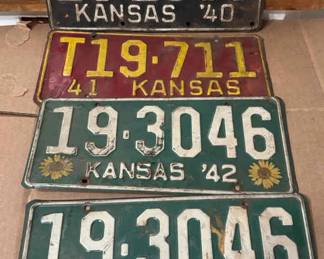 KANSAS '40
T19·711
41 KANSAS
19·3046
KANSAS '42
19·3046